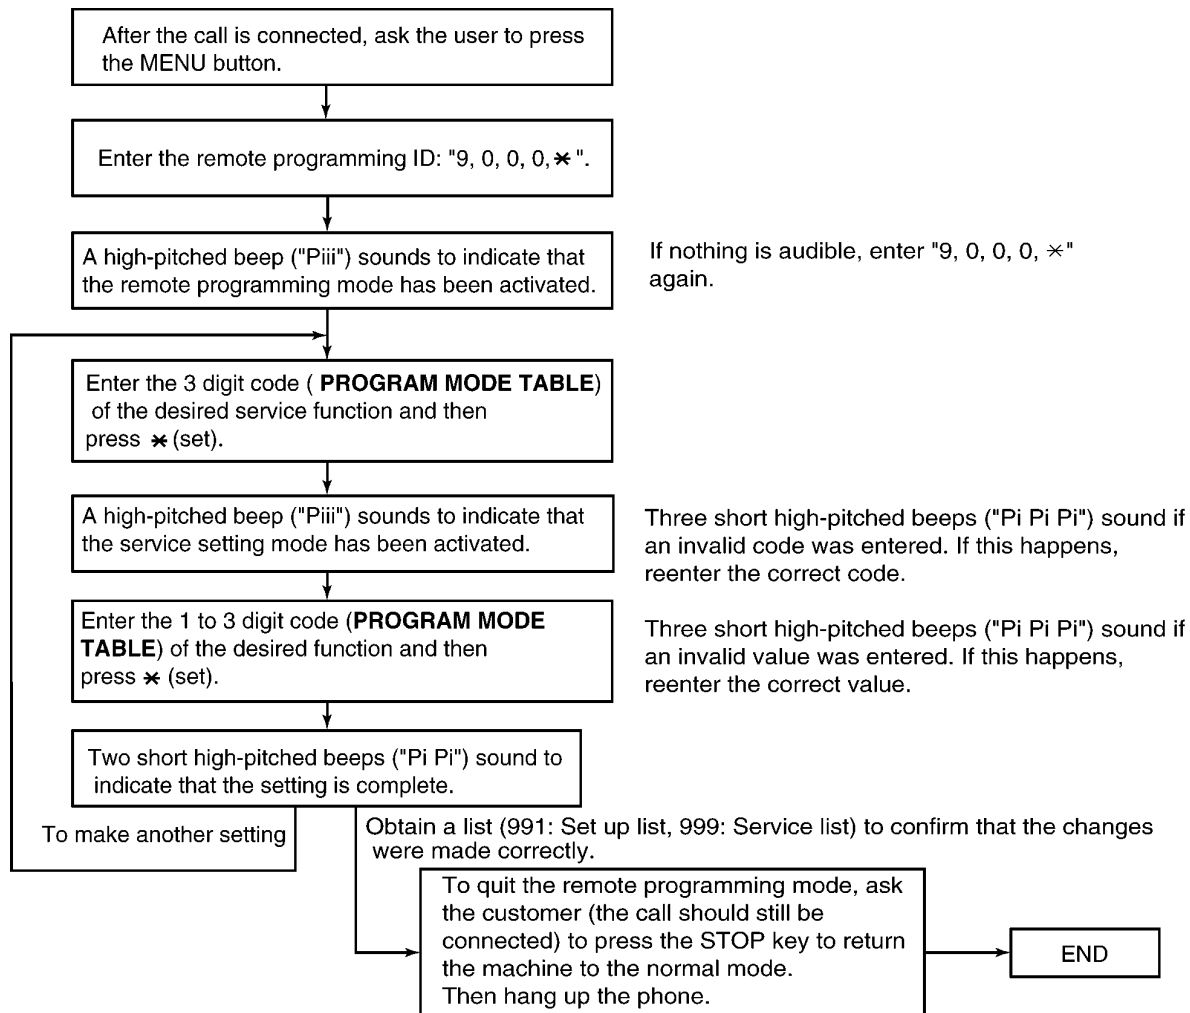 After the call is connected, ask the user to press
the MENU button.
Enter the remote programming ID: "9, 0, 0, 0, * ".
A high-pitched beep ("Piii") sounds to indicate that
the remote programming mode has been activated.
If nothing is audible, enter "9, 0, 0, 0, *"
again.
Enter the 3 digit code ( PROGRAM MODE TABLE)
of the desired service function and then
press * (set).
A high-pitched beep ("Piii") sounds to indicate that
the service setting mode has been activated.
Three short high-pitched beeps ("Pi Pi Pi") sound if
an invalid code was entered. If this happens,
reenter the correct code.
Enter the 1 to 3 digit code (PROGRAM MODE
TABLE) of the desired function and then
press * (set).
Three short high-pitched beeps ("Pi Pi Pi") sound if
an invalid value was entered. If this happens,
reenter the correct value.
Two short high-pitched beeps ("Pi Pi") sound to
indicate that the setting is complete.
To make another setting
Obtain a list (991: Set up list, 999: Service list) to confirm that the changes
were made correctly.
To quit the remote programming mode, ask
the customer (the call should still be
connected) to press the STOP key to return
the machine to the normal mode.
Then hang up the phone.
END